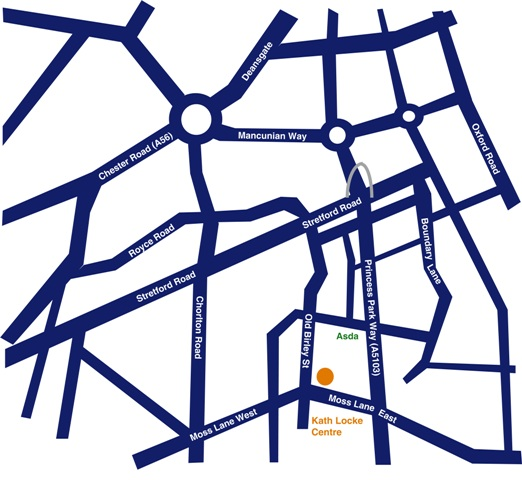 Deansgate
Mancunian Way
Chester Road (A56)
Oxford Road
Stretford Road
Royce Road
Boundary Lane
Stretford Road
Princess Park Way (A5103)
Chorlton Road
Old Birley St
Asda
Moss Lane West
Moss Lane East
Kath Locke
Centre